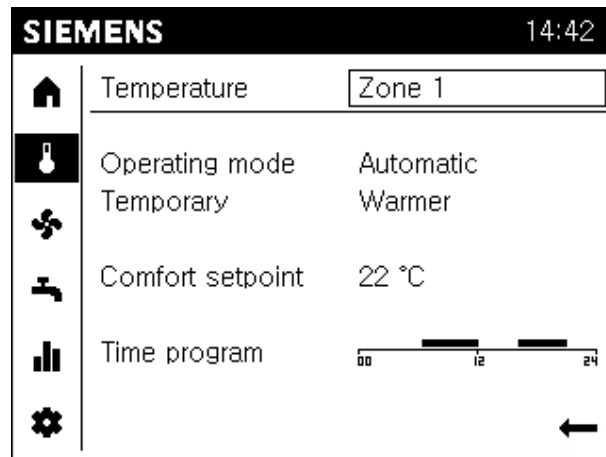 SIEMENS 14:42
Temperature Zone 1
Operating mode Automatic
Temporary Warmer
Comfort setpoint 22 °C
Time program
00 12 24